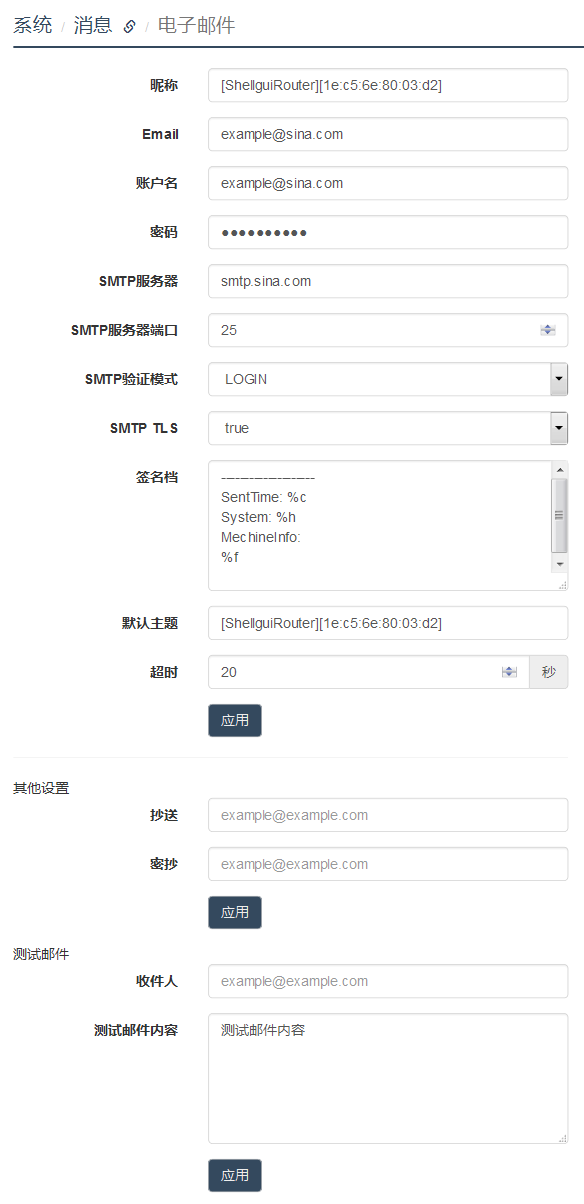 系统 / 消息 / 电子邮件
昵称 [ShellguiRouter][1e:c5:6e:80:03:d2]
Email example@sina.com
账户名 example@sina.com
密码 ●●●●●●●●●●
SMTP服务器 smtp.sina.com
SMTP服务器端口 25
SMTP验证模式 LOGIN
SMTP TLS true
签名档 ---------------------
SentTime: %c
System: %h
MechineInfo:
%f
默认主题 [ShellguiRouter][1e:c5:6e:80:03:d2]
超时 20 秒
应用
其他设置
抄送 example@example.com
密抄 example@example.com
应用
测试邮件
收件人 example@example.com
测试邮件内容 测试邮件内容
应用